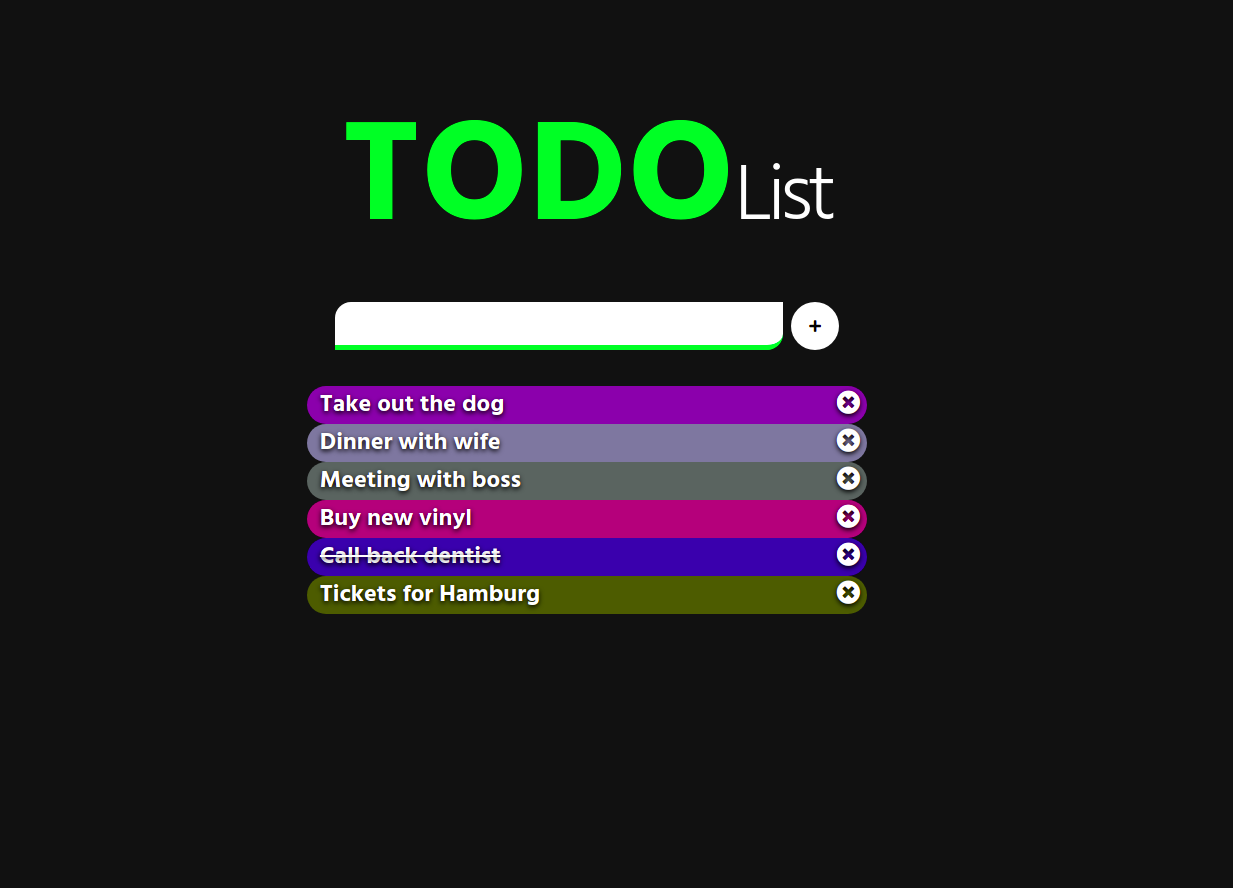 TODO List
+
Take out the dog
Dinner with wife
Meeting with boss
Buy new vinyl
Call back dentist
Tickets for Hamburg